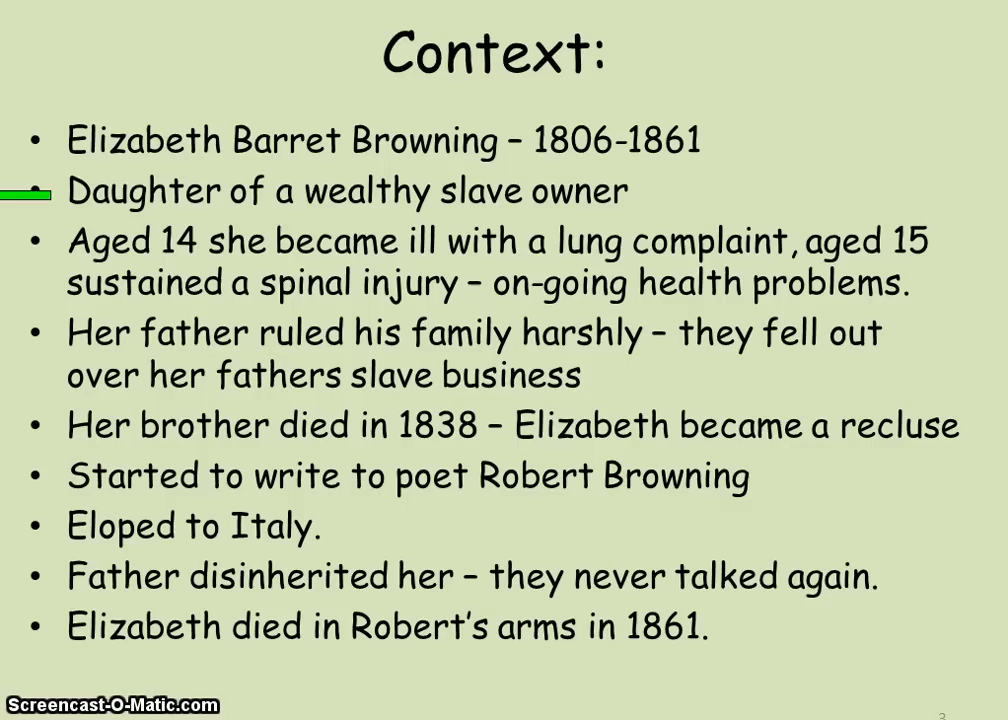 Context:
• Elizabeth Barret Browning – 1806-1861
• Daughter of a wealthy slave owner
• Aged 14 she became ill with a lung complaint, aged 15
sustained a spinal injury – on-going health problems.
• Her father ruled his family harshly – they fell out
over her fathers slave business
• Her brother died in 1838 – Elizabeth became a recluse
• Started to write to poet Robert Browning
• Eloped to Italy.
• Father disinherited her – they never talked again.
• Elizabeth died in Robert's arms in 1861.
Screencast-O-Matic.com
3